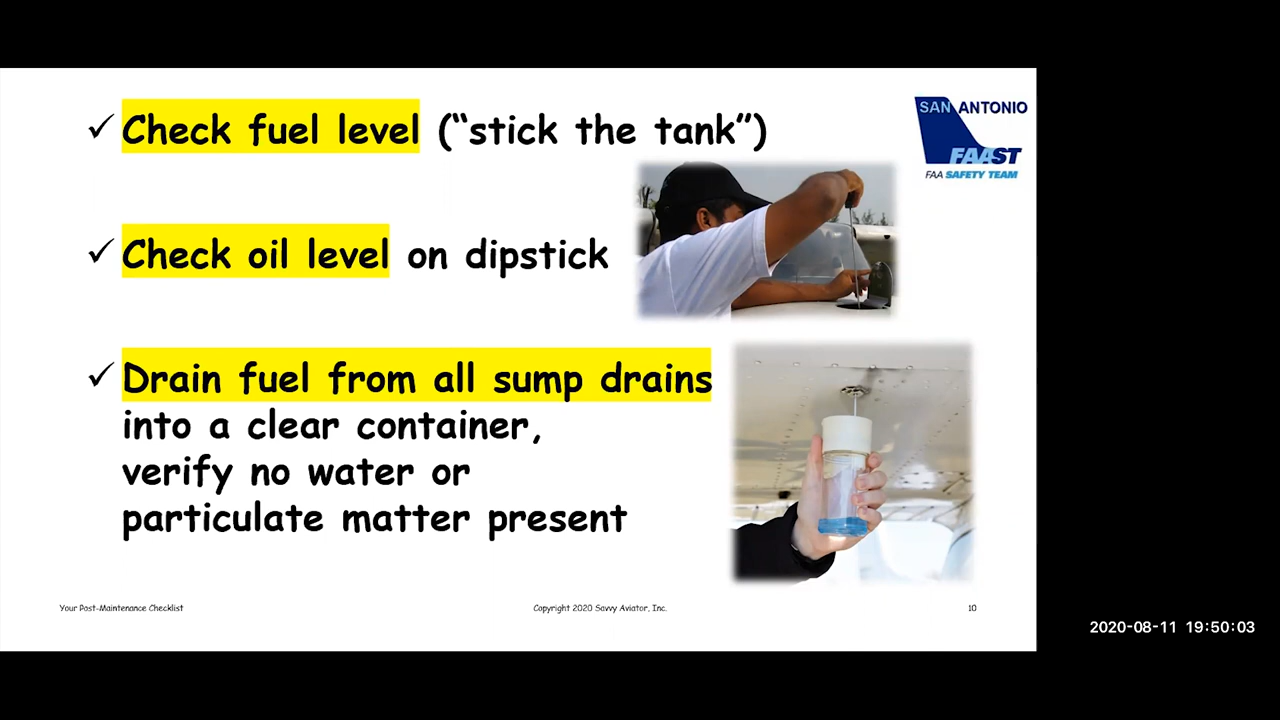 ✓ Check fuel level (“stick the tank”)
SAN ANTONIO
FAAST
FAA SAFETY TEAM
✓ Check oil level on dipstick
✓ Drain fuel from all sump drains
into a clear container,
verify no water or
particulate matter present
Your Post-Maintenance Checklist
Copyright 2020 Savvy Aviator, Inc.
10
2020-08-11 19:50:03